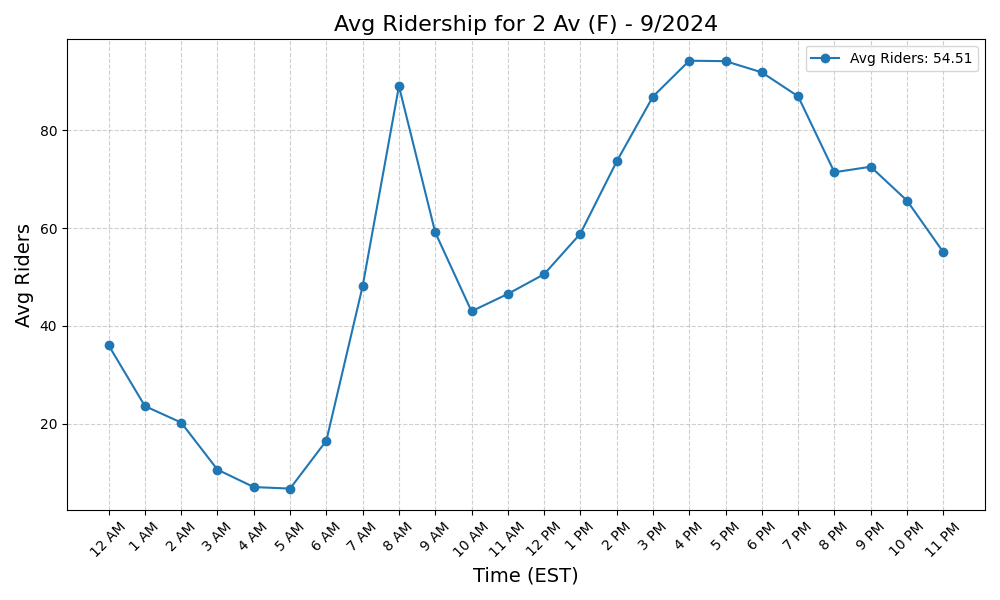 Avg Ridership for 2 Av (F) - 9/2024
Avg Riders: 54.51
Avg Riders
80
60
40
20
12 AM 1 AM 2 AM 3 AM 4 AM 5 AM 6 AM 7 AM 8 AM 9 AM 10 AM 11 AM 12 PM 1 PM 2 PM 3 PM 4 PM 5 PM 6 PM 7 PM 8 PM 9 PM 10 PM 11 PM
Time (EST)